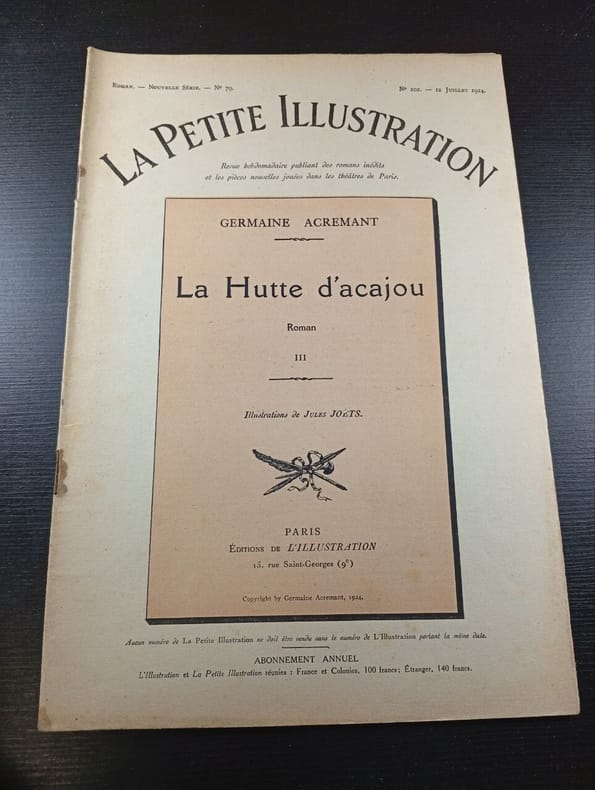 Roman. — Nouvelle Série. — N° 79.
N° 202. — 12 Juillet 1924.
LA PETITE ILLUSTRATION
Revue hebdomadaire publiant des romans inédits
et les pièces nouvelles jouées dans les théâtres de Paris.
GERMAINE ACREMANT
La Hutte d'acajou
Roman
III
Illustrations de JULES JOËTS.
PARIS
ÉDITIONS DE L'ILLUSTRATION
13, rue Saint-Georges (9e)
Copyright by Germaine Acremant, 1924.
Aucun numéro de La Petite Illustration ne doit être vendu sans le numéro de L'Illustration portant la même date.
ABONNEMENT ANNUEL
L'Illustration et La Petite Illustration réunies : France et Colonies, 100 francs; Étranger, 140 francs.